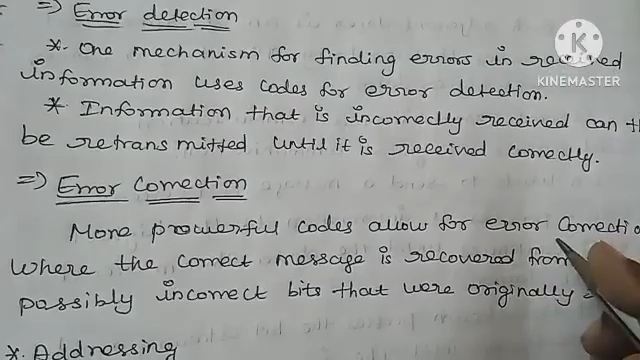 => Error detection
*. One mechanism for finding errors in received
information uses codes for error detection.
* Information that is incorrectly received can
be retransmitted until it is received correctly.
=> Error Correction
More powerful codes allow for error
Where the correct message is recovered from
possibly incorrect bits that were originally
*. Addressing
K
KINEMASTER